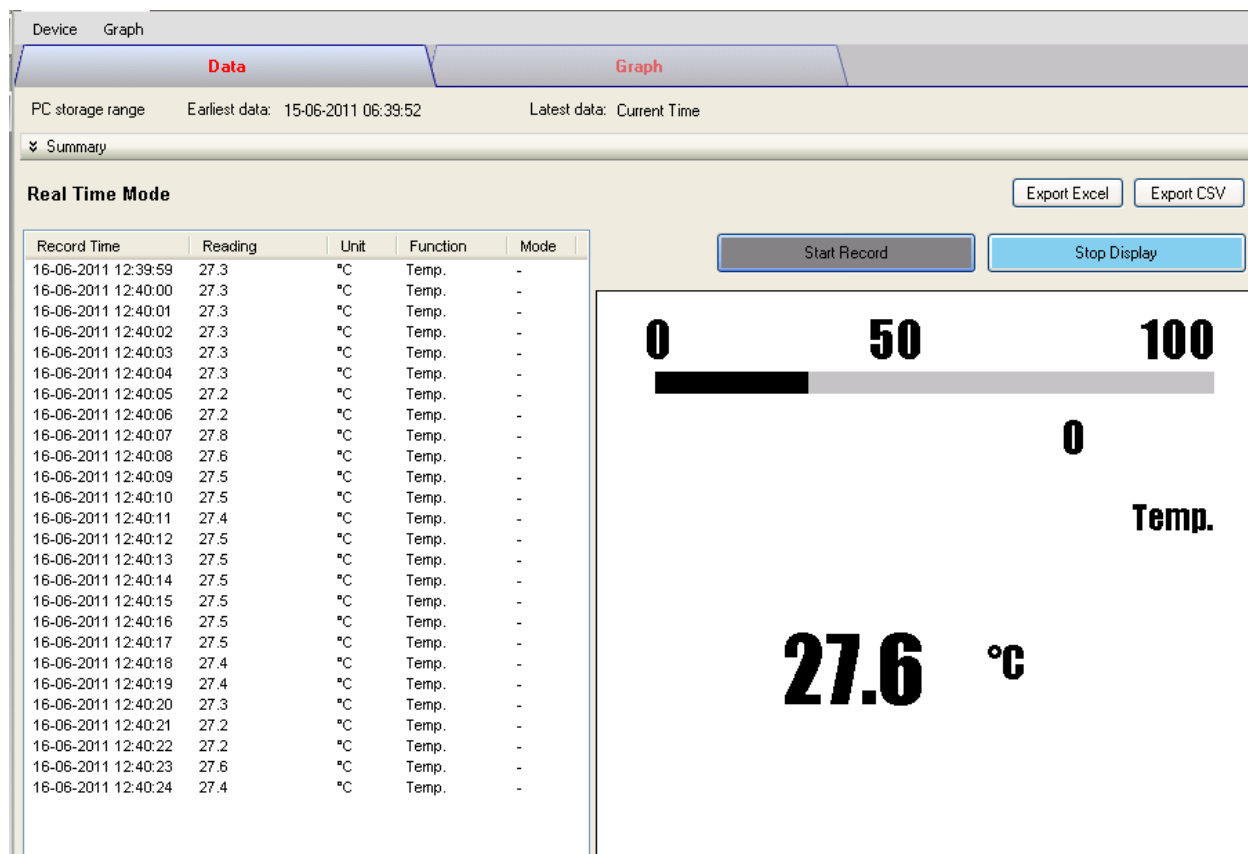 Device Graph
Data Graph
PC storage range Earliest data: 15-06-2011 06:39:52 Latest data: Current Time
Summary
Real Time Mode Export Excel Export CSV
Start Record Stop Display
Record Time Reading Unit Function Mode
16-06-2011 12:39:59 27.3 °C Temp. -
16-06-2011 12:40:00 27.3 °C Temp. -
16-06-2011 12:40:01 27.3 °C Temp. -
16-06-2011 12:40:02 27.3 °C Temp. -
16-06-2011 12:40:03 27.3 °C Temp. -
16-06-2011 12:40:04 27.3 °C Temp. -
16-06-2011 12:40:05 27.2 °C Temp. -
16-06-2011 12:40:06 27.2 °C Temp. -
16-06-2011 12:40:07 27.8 °C Temp. -
16-06-2011 12:40:08 27.6 °C Temp. -
16-06-2011 12:40:09 27.5 °C Temp. -
16-06-2011 12:40:10 27.5 °C Temp. -
16-06-2011 12:40:11 27.4 °C Temp. -
16-06-2011 12:40:12 27.5 °C Temp. -
16-06-2011 12:40:13 27.5 °C Temp. -
16-06-2011 12:40:14 27.5 °C Temp. -
16-06-2011 12:40:15 27.5 °C Temp. -
16-06-2011 12:40:16 27.5 °C Temp. -
16-06-2011 12:40:17 27.5 °C Temp. -
16-06-2011 12:40:18 27.4 °C Temp. -
16-06-2011 12:40:19 27.4 °C Temp. -
16-06-2011 12:40:20 27.3 °C Temp. -
16-06-2011 12:40:21 27.2 °C Temp. -
16-06-2011 12:40:22 27.2 °C Temp. -
16-06-2011 12:40:23 27.6 °C Temp. -
16-06-2011 12:40:24 27.4 °C Temp. -
0 50 100
0
Temp.
27.6 °C